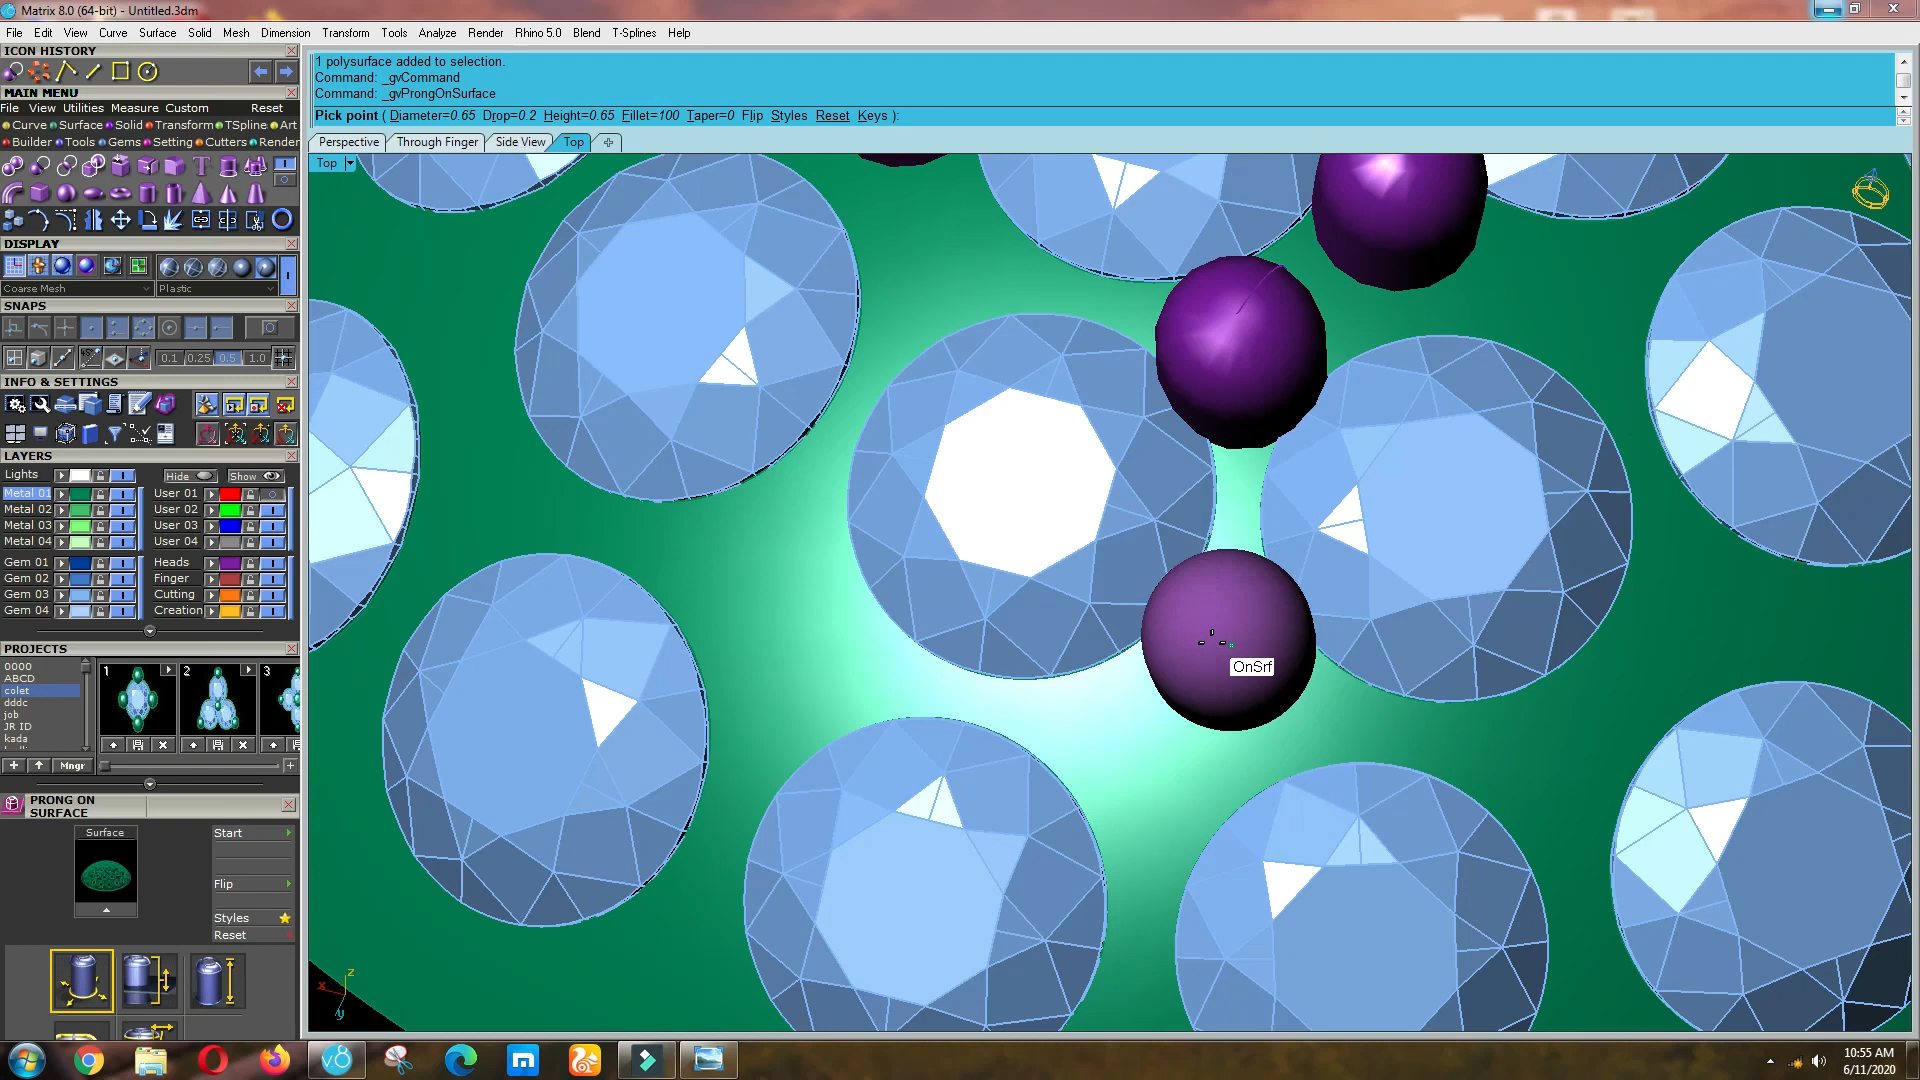 Matrix 8.0 (64-bit) - Untitled.3dm
File Edit View Curve Surface Solid Mesh Dimension Transform Tools Analyze Render Rhino 5.0 Blend T-Splines Help
ICON HISTORY
MAIN MENU
File View Utilities Measure Custom Reset
Curve Surface Solid Transform TSpline Art
Builder Tools Gems Setting Cutters Render
DISPLAY
Coarse Mesh Plastic
SNAPS
0.1 0.25 0.5 1.0
INFO & SETTINGS
LAYERS
Lights Hide Show
Metal 01 User 01
Metal 02 User 02
Metal 03 User 03
Metal 04 User 04
Gem 01 Heads
Gem 02 Finger
Gem 03 Cutting
Gem 04 Creation
PROJECTS
0000
ABCD
colet
dddc
job
JR ID
kada
1 2 3
Mngr
PRONG ON
SURFACE
Surface
Start
Flip
Styles
Reset
1 polysurface added to selection.
Command: _gvCommand
Command: _gvProngOnSurface
Pick point ( Diameter=0.65 Drop=0.2 Height=0.65 Fillet=100 Taper=0 Flip Styles Reset Keys ):
Perspective Through Finger Side View Top
Top
OnSrf
z
x
y
v8
10:55 AM
6/11/2020